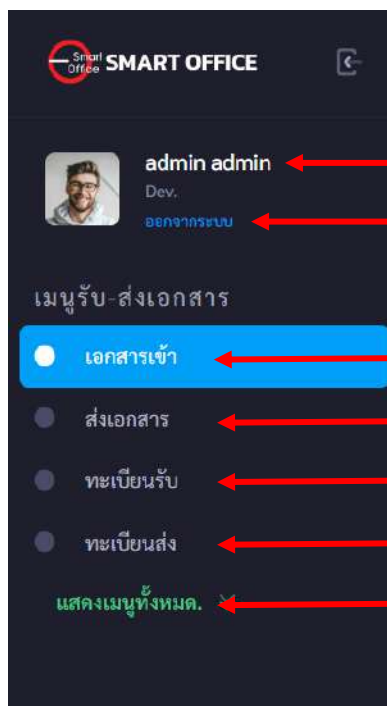 Smart
Office
SMART OFFICE
admin admin
Dev.
ออกจากระบบ
เมนูรับ-ส่งเอกสาร
เอกสารเข้า
ส่งเอกสาร
ทะเบียนรับ
ทะเบียนส่ง
แสดงเมนูทั้งหมด.